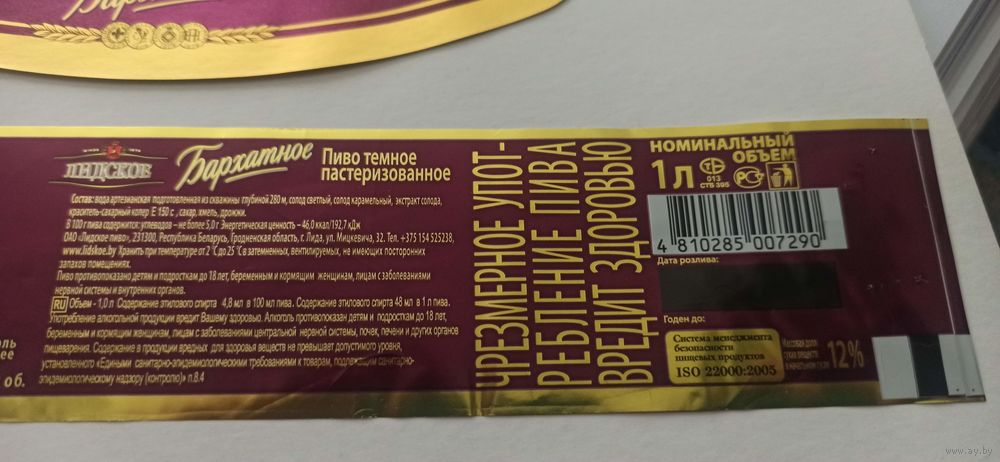 Бархатное
ЛИДСКОЕ
Бархатное
Пиво темное
пастеризованное
Состав: вода артезианская подготовленная из скважины глубиной 280 м, солод светлый, солод карамельный, экстракт солода,
краситель-сахарный колер Е 150 с, сахар, хмель, дрожжи.
В 100 г пива содержится: углеводов – не более 5,0 г Энергетическая ценность – 46,0 ккал/192,7 кДж
ОАО «Лидское пиво», 231300, Республика Беларусь, Гродненская область, г. Лида, ул. Мицкевича, 32. Тел. +375 154 525238,
www.lidskoe.by Хранить при температуре от 2 °С до 25 °С в затемненных, вентилируемых, не имеющих посторонних
запахов помещениях.
Пиво противопоказано детям и подросткам до 18 лет, беременным и кормящим женщинам, лицам с заболеваниями
нервной системы и внутренних органов.
RU Объем - 1,0 л Содержание этилового спирта 4,8 мл в 100 мл пива. Содержание этилового спирта 48 мл в 1 л пива.
Употребление алкогольной продукции вредит Вашему здоровью. Алкоголь противопоказан детям и подросткам до 18 лет,
беременным и кормящим женщинам, лицам с заболеваниями центральной нервной системы, почек, печени и других органов
пищеварения. Содержание в продукции вредных для здоровья веществ не превышает допустимого уровня,
установленного «Едиными санитарно-эпидемиологическими требованиями к товарам, подлежащим санитарно-
эпидемиологическому надзору (контролю)» п.8.4
об.
ЧРЕЗМЕРНОЕ УПОТ-
РЕБЛЕНИЕ ПИВА
ВРЕДИТ ЗДОРОВЬЮ
НОМИНАЛЬНЫЙ
ОБЪЕМ
1л
013
СТБ 395
4 810285 007290
Дата розлива:
Годен до:
Система менеджмента
безопасности
пищевых продуктов
ISO 22000:2005
Массовая доля
сухих веществ
в начальном сусле
12%
www.ay.by